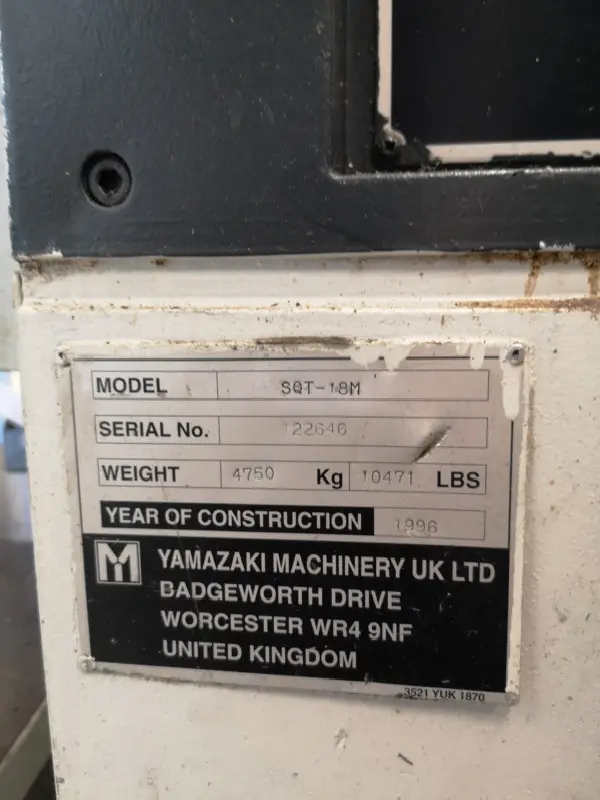 MODEL SQT-18M
SERIAL No. 122646
WEIGHT 4750 Kg 10471 LBS
YEAR OF CONSTRUCTION 1996
YAMAZAKI MACHINERY UK LTD
BADGEWORTH DRIVE
WORCESTER WR4 9NF
UNITED KINGDOM
3521 YUK 1870